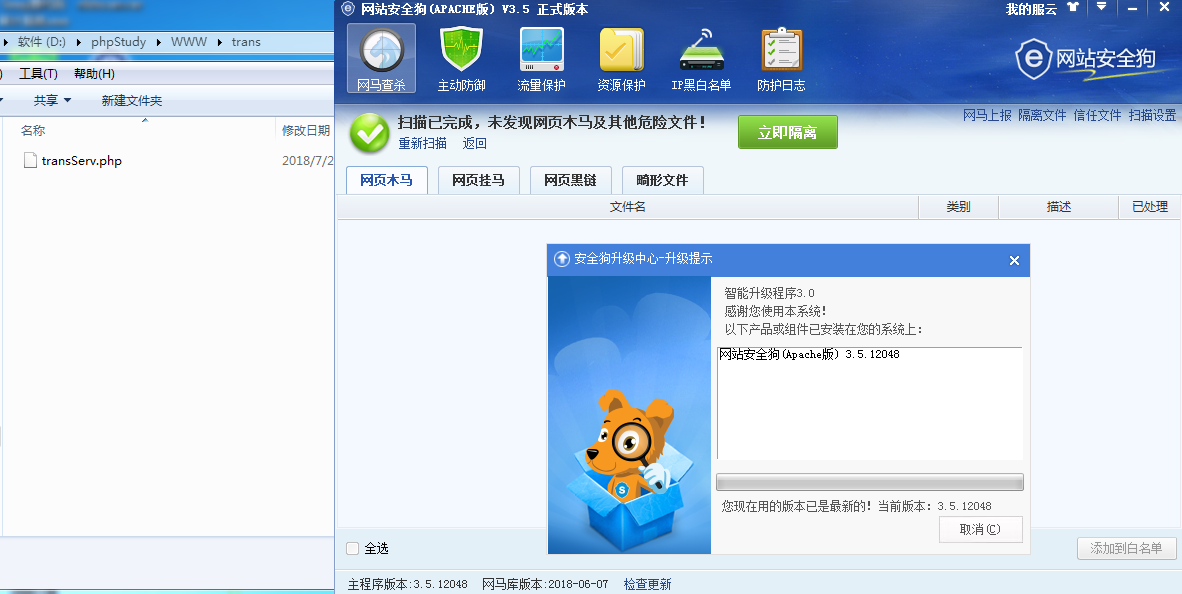 软件 (D:) ▸ phpStudy ▸ WWW ▸ trans
工具(T) 帮助(H)
共享 新建文件夹
名称 修改日期
transServ.php 2018/7/2
网站安全狗(APACHE版) V3.5 正式版本 我的服云
网马查杀 主动防御 流量保护 资源保护 IP黑白名单 防护日志
网站安全狗
网马上报 隔离文件 信任文件 扫描设置
扫描已完成，未发现网页木马及其他危险文件！
重新扫描 返回
立即隔离
网页木马 网页挂马 网页黑链 畸形文件
文件名 类别 描述 已处理
安全狗升级中心-升级提示
智能升级程序3.0
感谢您使用本系统！
以下产品或组件已安装在您的系统上：
网站安全狗(Apache版) 3.5.12048
您现在用的版本已是最新的！当前版本：3.5.12048
取消(C)
全选 添加到白名单
主程序版本:3.5.12048 网马库版本:2018-06-07 检查更新